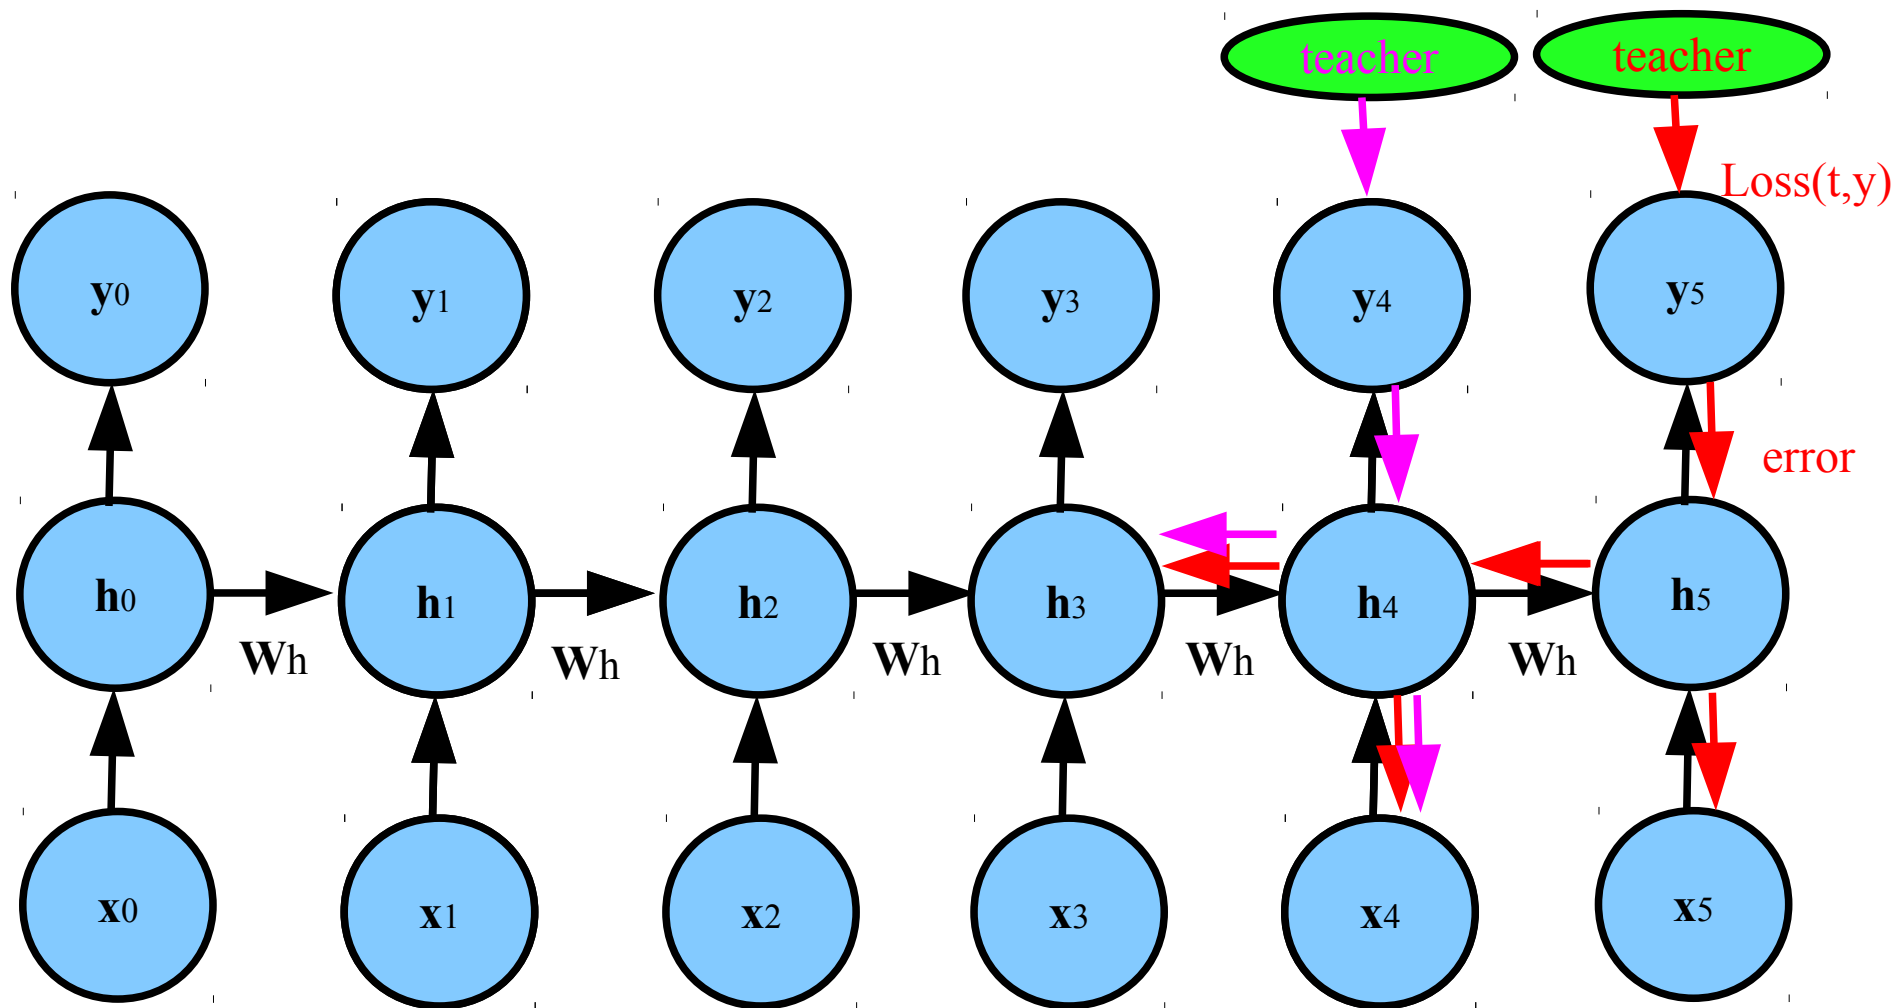 teacher teacher
Loss(t,y)
y0 y1 y2 y3 y4 y5
error
h0 h1 h2 h3 h4 h5
Wh Wh Wh Wh Wh
x0 x1 x2 x3 x4 x5